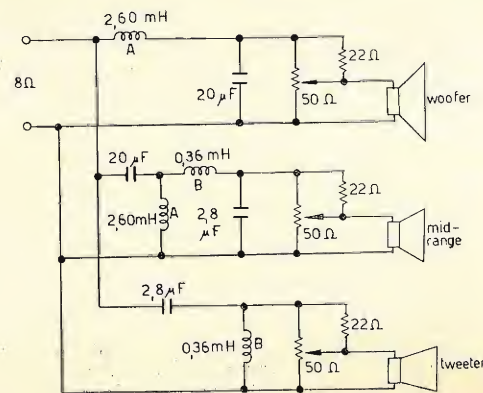 2,60 mH
A
8Ω
20 µF
50 Ω
22Ω
woofer
20 µF
0,36 mH
B
2,60mH
A
2,8 µF
50 Ω
22 Ω
mid-
range
2,8 µF
0,36mH
B
50 Ω
22Ω
tweeter